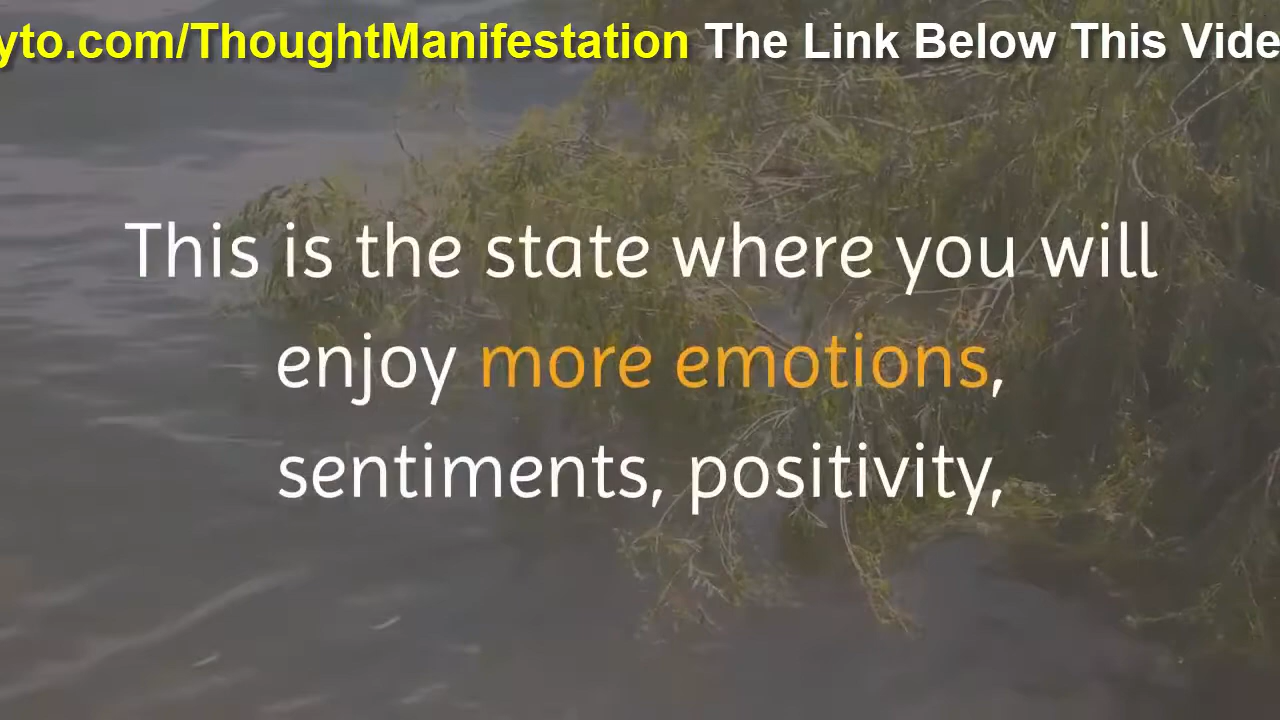 yto.com/ThoughtManifestation The Link Below This Vide
This is the state where you will
enjoy more emotions,
sentiments, positivity,